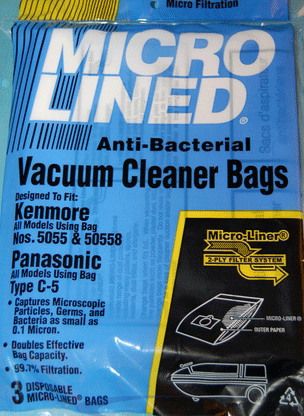 Micro Filtration
MICRO
LINED®
Anti-Bacterial
Vacuum Cleaner Bags
Designed To Fit:
Kenmore
All Models Using Bag
Nos. 5055 & 50558
Panasonic
All Models Using Bag
Type C-5
• Captures Microscopic
Particles, Germs, and
Bacteria as small as
0.1 Micron.
• Doubles Effective
Bag Capacity.
• 99.7% Filtration.
3 DISPOSABLE
MICRO-LINED® BAGS
Micro-Liner®
2-PLY FILTER SYSTEM
MICRO-LINER®
OUTER PAPER
Sacs d'aspirateur